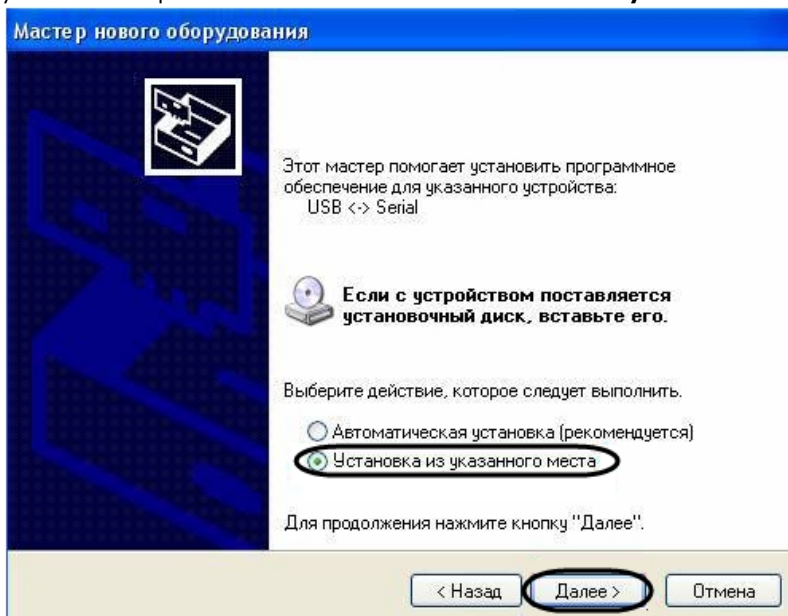 Мастер нового оборудования
Этот мастер помогает установить программное
обеспечение для указанного устройства:
USB <-> Serial
Если с устройством поставляется
установочный диск, вставьте его.
Выберите действие, которое следует выполнить.
Автоматическая установка (рекомендуется)
Установка из указанного места
Для продолжения нажмите кнопку "Далее".
< Назад
Далее >
Отмена